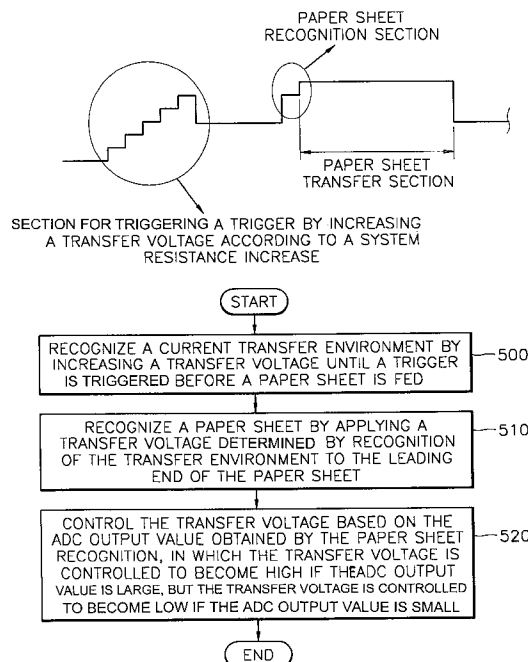 PAPER SHEET
RECOGNITION SECTION
PAPER SHEET
TRANSFER SECTION
SECTION FOR TRIGGERING A TRIGGER BY INCREASING
A TRANSFER VOLTAGE ACCORDING TO A SYSTEM
RESISTANCE INCREASE
START
RECOGNIZE A CURRENT TRANSFER ENVIRONMENT BY
INCREASING A TRANSFER VOLTAGE UNTIL A TRIGGER
IS TRIGGERED BEFORE A PAPER SHEET IS FED
500
RECOGNIZE A PAPER SHEET BY APPLYING A
TRANSFER VOLTAGE DETERMINED BY RECOGNITION
OF THE TRANSFER ENVIRONMENT TO THE LEADING
END OF THE PAPER SHEET
510
CONTROL THE TRANSFER VOLTAGE BASED ON THE
ADC OUTPUT VALUE OBTAINED BY THE PAPER SHEET
RECOGNITION, IN WHICH THE TRANSFER VOLTAGE IS
CONTROLLED TO BECOME HIGH IF THEADC OUTPUT
VALUE IS LARGE, BUT THE TRANSFER VOLTAGE IS CONTROLLED
TO BECOME LOW IF THE ADC OUTPUT VALUE IS SMALL
520
END